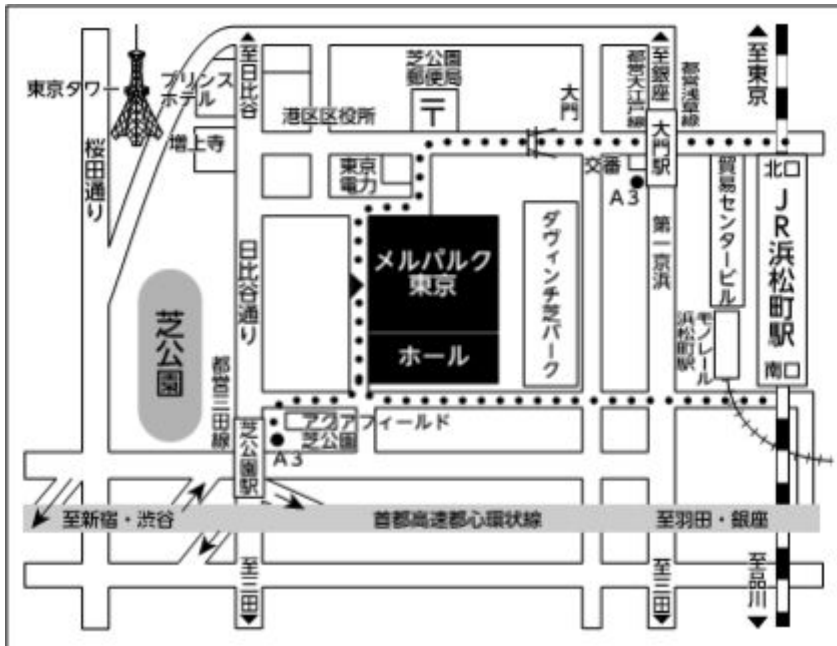 東京タワー
プリンス
ホテル
増上寺
桜田通り
至日比谷
港区区役所
芝公園
郵便局
〒
大門
都営大江戸線
至銀座
都営浅草線
至東京
大門駅
交番
A3
東京
電力
メルパルク
東京
ホール
ダヴィンチ芝パーク
第一京浜
貿易センタービル
北口
JR浜松町駅
南口
モノレール
浜松町駅
日比谷通り
芝公園
都営三田線
芝公園駅
アクアフィールド
芝公園
A3
至新宿・渋谷
首都高速都心環状線
至羽田・銀座
至三田
至三田
至品川